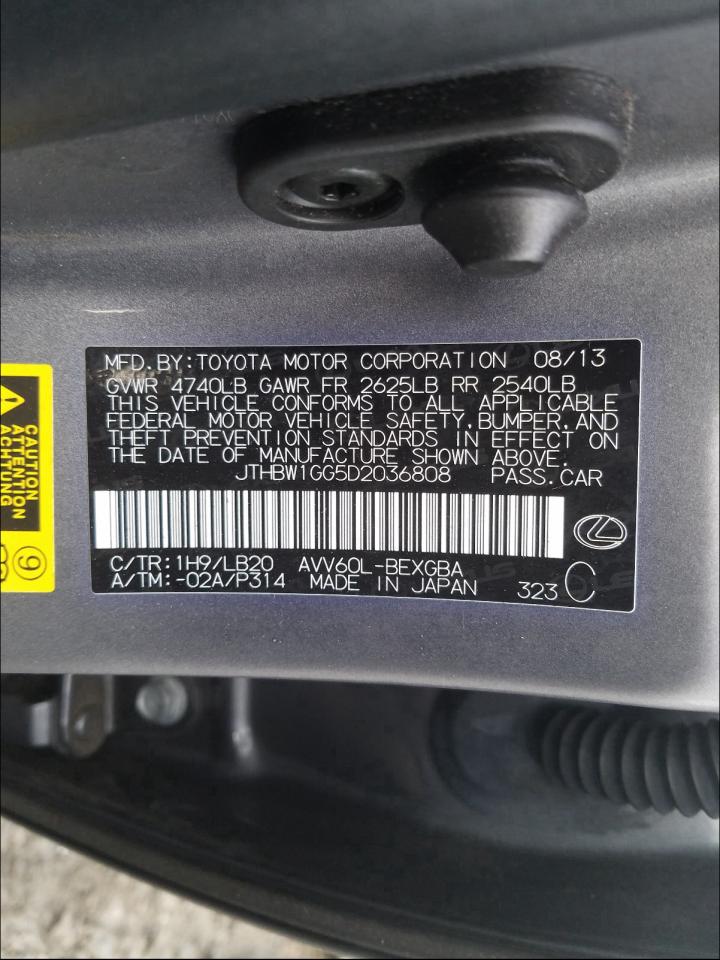 MFD.BY:TOYOTA MOTOR CORPORATION 08/13
GVWR 4740LB GAWR FR 2625LB RR 2540LB
THIS VEHICLE CONFORMS TO ALL APPLICABLE
FEDERAL MOTOR VEHICLE SAFETY,BUMPER,AND
THEFT PREVENTION STANDARDS IN EFFECT ON
THE DATE OF MANUFACTURE SHOWN ABOVE.
JTHBW1GG5D2036808 PASS.CAR
C/TR:1H9/LB20 AVV60L-BEXGBA
A/TM:-02A/P314 MADE IN JAPAN 323
CAUTION
ATTENTION
ACHTUNG
9